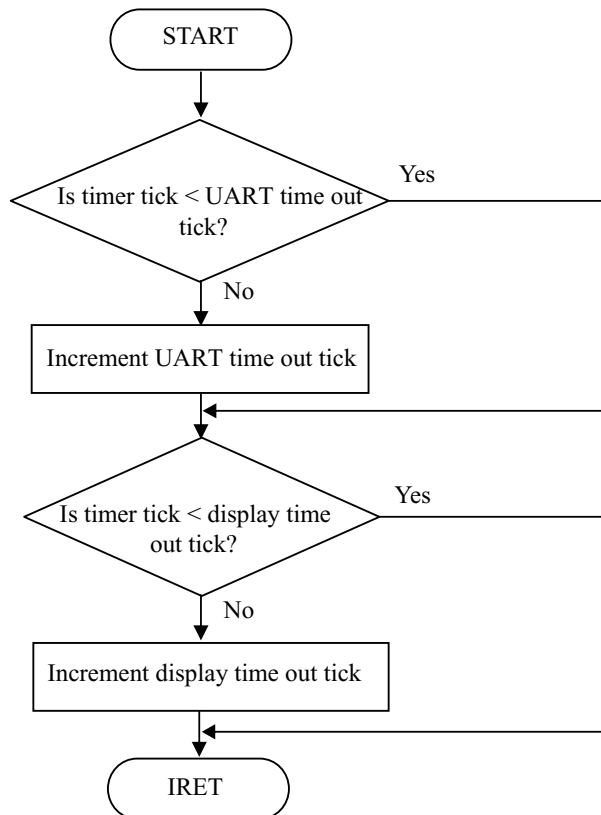 START
Yes
Is timer tick < UART time out
tick?
No
Increment UART time out tick
Yes
Is timer tick < display time
out tick?
No
Increment display time out tick
IRET